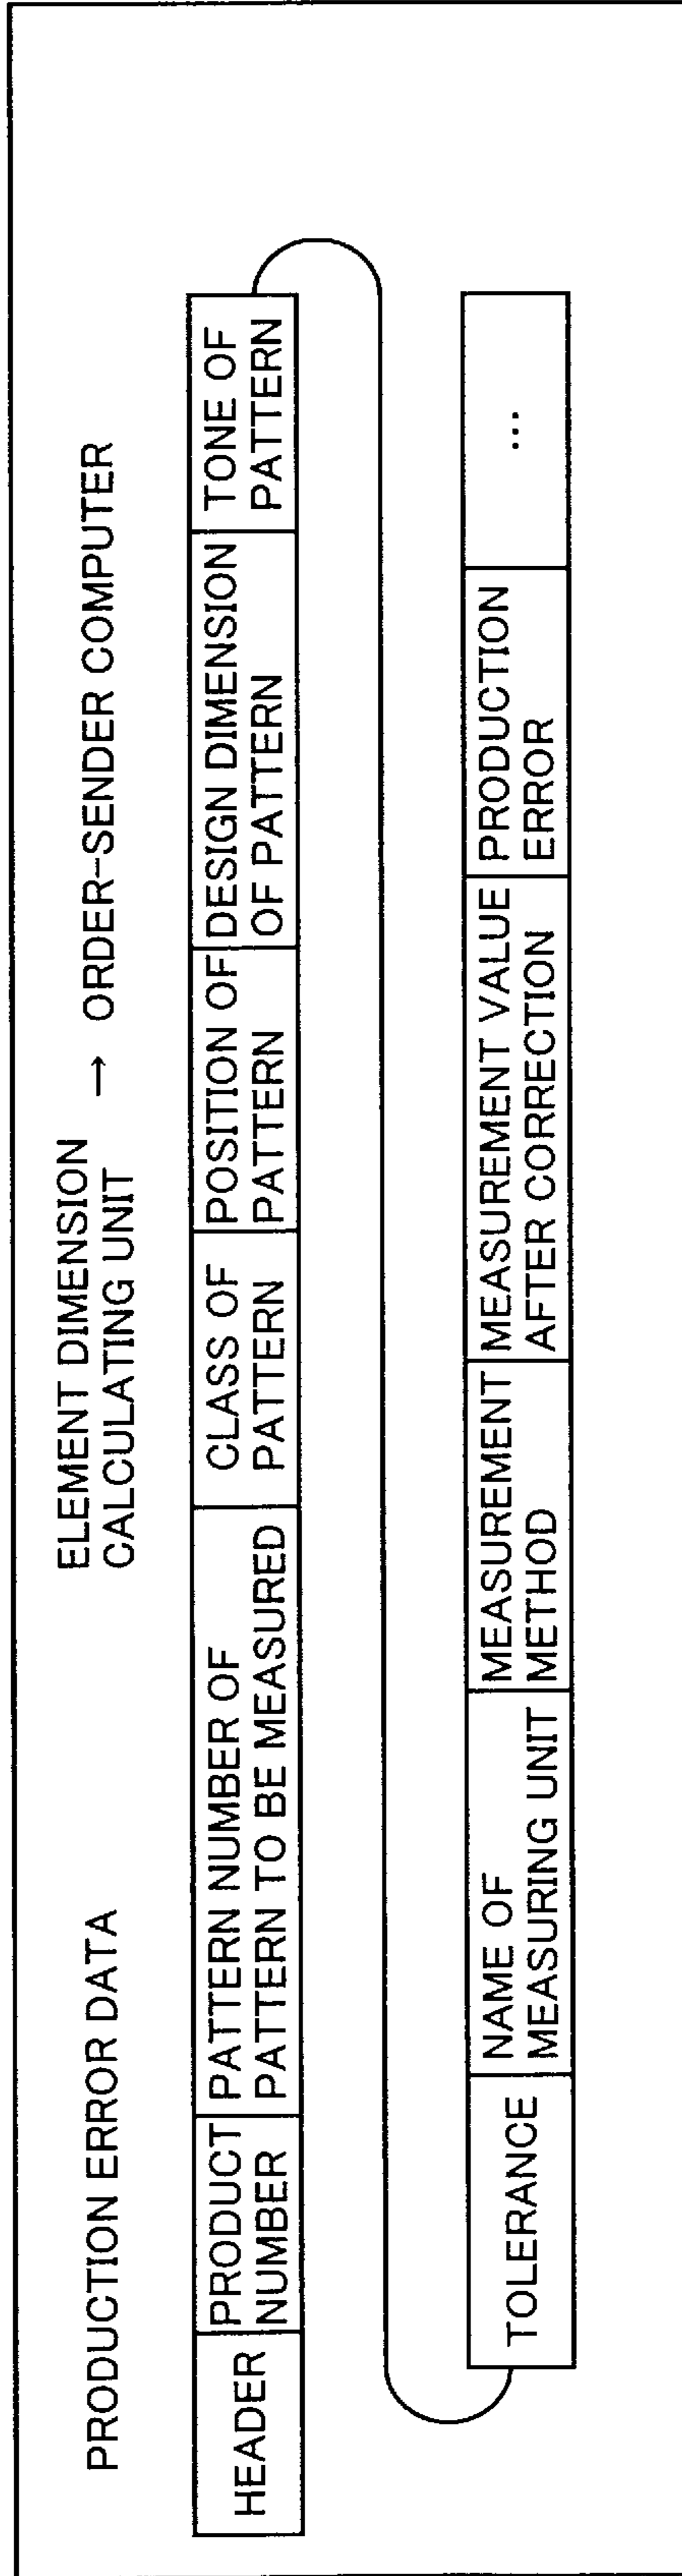 PRODUCTION ERROR DATA
ELEMENT DIMENSION
CALCULATING UNIT
→ ORDER-SENDER COMPUTER
HEADER
PRODUCT
NUMBER
PATTERN NUMBER OF
PATTERN TO BE MEASURED
CLASS OF
PATTERN
POSITION OF
PATTERN
DESIGN DIMENSION
OF PATTERN
TONE OF
PATTERN
TOLERANCE
NAME OF
MEASURING UNIT
MEASUREMENT
METHOD
MEASUREMENT VALUE
AFTER CORRECTION
PRODUCTION
ERROR
...